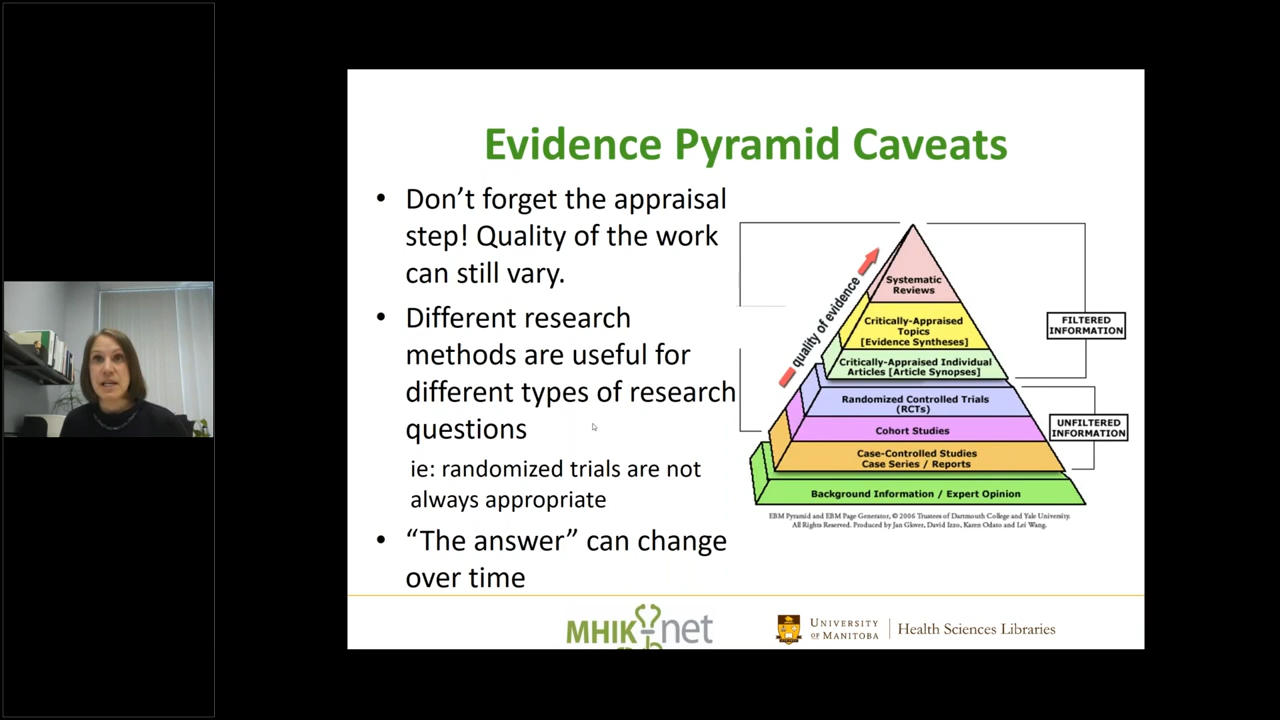 Evidence Pyramid Caveats
• Don’t forget the appraisal
step! Quality of the work
can still vary.
• Different research
methods are useful for
different types of research
questions
ie: randomized trials are not
always appropriate
• “The answer” can change
over time
quality of evidence
Systematic
Reviews
Critically-Appraised
Topics
[Evidence Syntheses]
Critically-Appraised Individual
Articles [Article Synopses]
Randomized Controlled Trials
(RCTs)
Cohort Studies
Case-Controlled Studies
Case Series / Reports
Background Information / Expert Opinion
FILTERED
INFORMATION
UNFILTERED
INFORMATION
EBM Pyramid and EBM Page Generator, © 2006 Trustees of Dartmouth College and Yale University.
All Rights Reserved. Produced by Jan Glover, David Izzo, Karen Odato and Lei Wang.
MHIK-net
UNIVERSITY
OF MANITOBA
Health Sciences Libraries